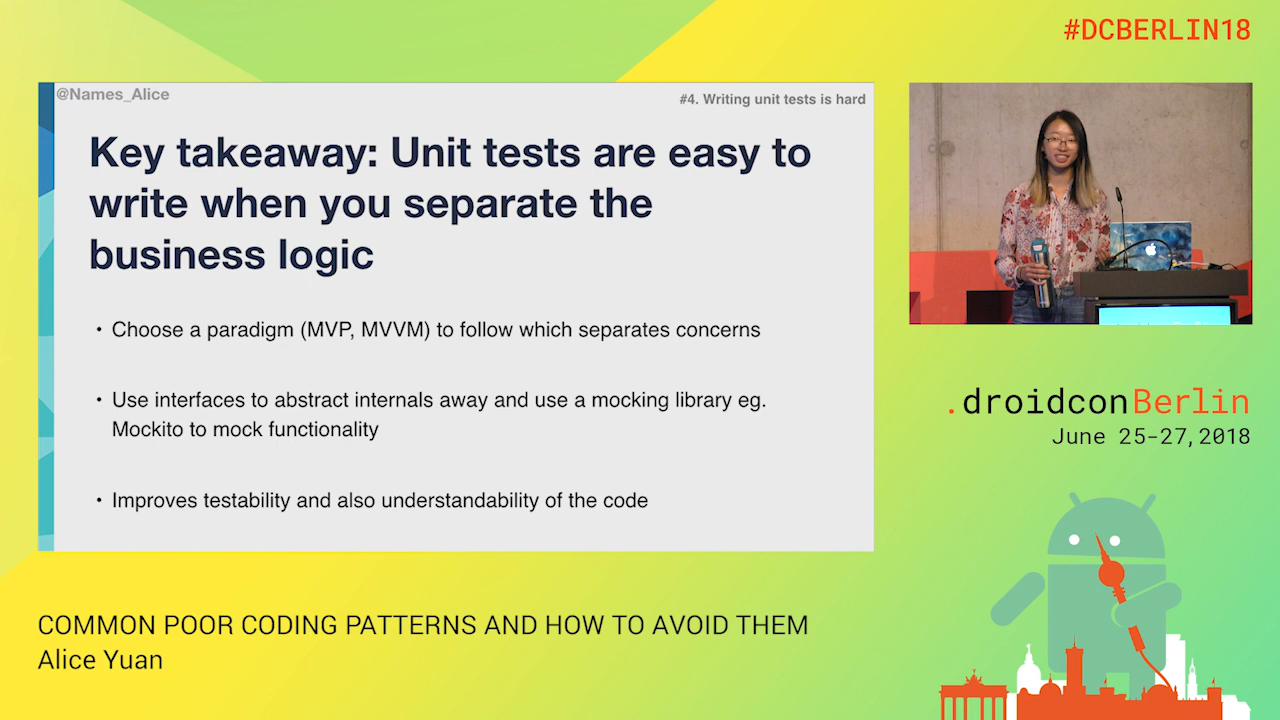 #DCBERLIN18
@Names_Alice
#4. Writing unit tests is hard
Key takeaway: Unit tests are easy to
write when you separate the
business logic
• Choose a paradigm (MVP, MVVM) to follow which separates concerns
• Use interfaces to abstract internals away and use a mocking library eg.
Mockito to mock functionality
• Improves testability and also understandability of the code
.droidconBerlin
June 25-27,2018
COMMON POOR CODING PATTERNS AND HOW TO AVOID THEM
Alice Yuan